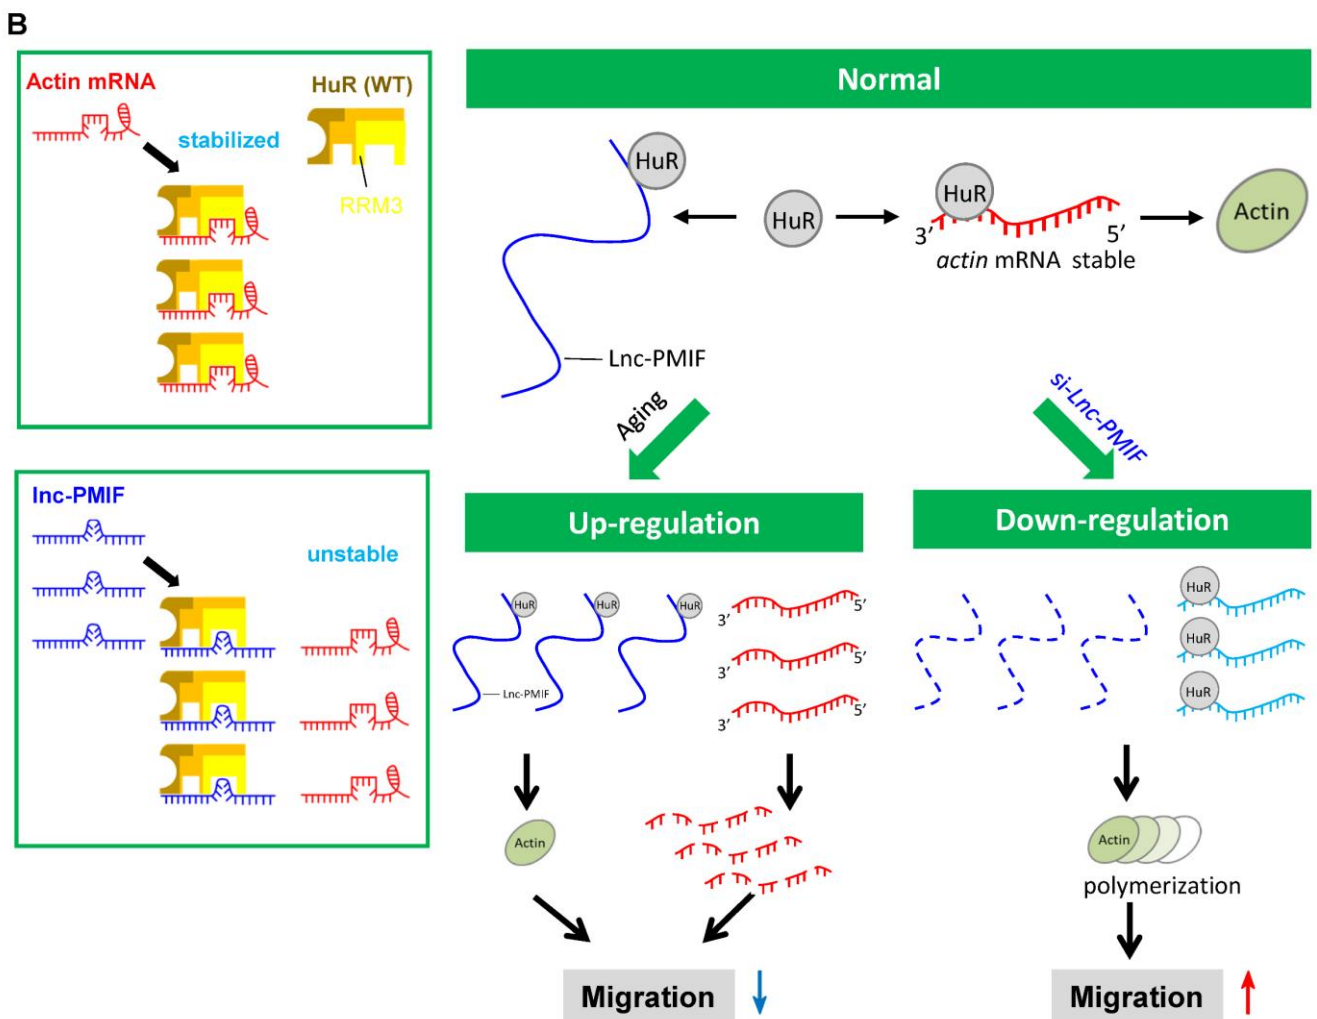 B
Actin mRNA
HuR (WT)
stabilized
RRM3
lnc-PMIF
unstable
Normal
HuR
HuR
HuR
Actin
3′
5′
actin mRNA stable
Lnc-PMIF
Aging
si-Lnc-PMIF
Up-regulation
Down-regulation
HuR
HuR
HuR
3′
5′
3′
5′
3′
5′
Lnc-PMIF
HuR
HuR
HuR
Actin
Actin
polymerization
Migration
Migration